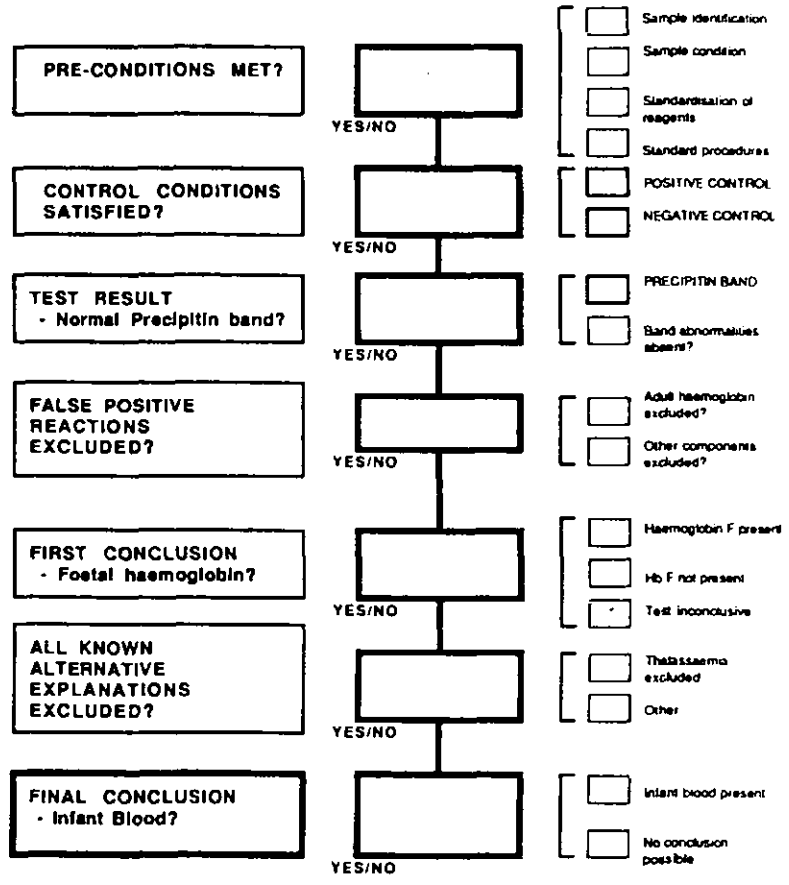 PRE-CONDITIONS MET?
YES/NO
Sample identification
Sample condition
Standardisation of
reagents
Standard procedures
CONTROL CONDITIONS
SATISFIED?
YES/NO
POSITIVE CONTROL
NEGATIVE CONTROL
TEST RESULT
- Normal Precipitin band?
YES/NO
PRECIPITIN BAND
Band abnormalities
absent?
FALSE POSITIVE
REACTIONS
EXCLUDED?
YES/NO
Adult haemoglobin
excluded?
Other components
excluded?
FIRST CONCLUSION
- Foetal haemoglobin?
YES/NO
Haemoglobin F present
Hb F not present
Test inconclusive
ALL KNOWN
ALTERNATIVE
EXPLANATIONS
EXCLUDED?
YES/NO
Thalassaemia
excluded
Other
FINAL CONCLUSION
- Infant Blood?
YES/NO
Infant blood present
No conclusion
possible